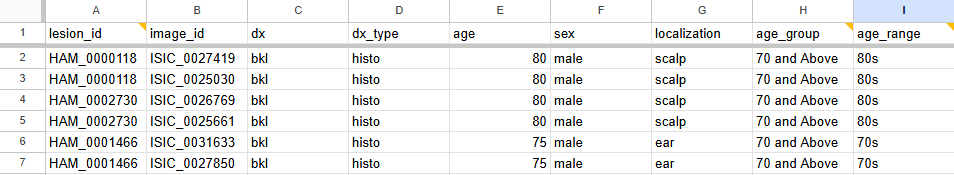 A B C D E F G H I
1 lesion_id image_id dx dx_type age sex localization age_group age_range
2 HAM_0000118 ISIC_0027419 bkl histo 80 male scalp 70 and Above 80s
3 HAM_0000118 ISIC_0025030 bkl histo 80 male scalp 70 and Above 80s
4 HAM_0002730 ISIC_0026769 bkl histo 80 male scalp 70 and Above 80s
5 HAM_0002730 ISIC_0025661 bkl histo 80 male scalp 70 and Above 80s
6 HAM_0001466 ISIC_0031633 bkl histo 75 male ear 70 and Above 70s
7 HAM_0001466 ISIC_0027850 bkl histo 75 male ear 70 and Above 70s